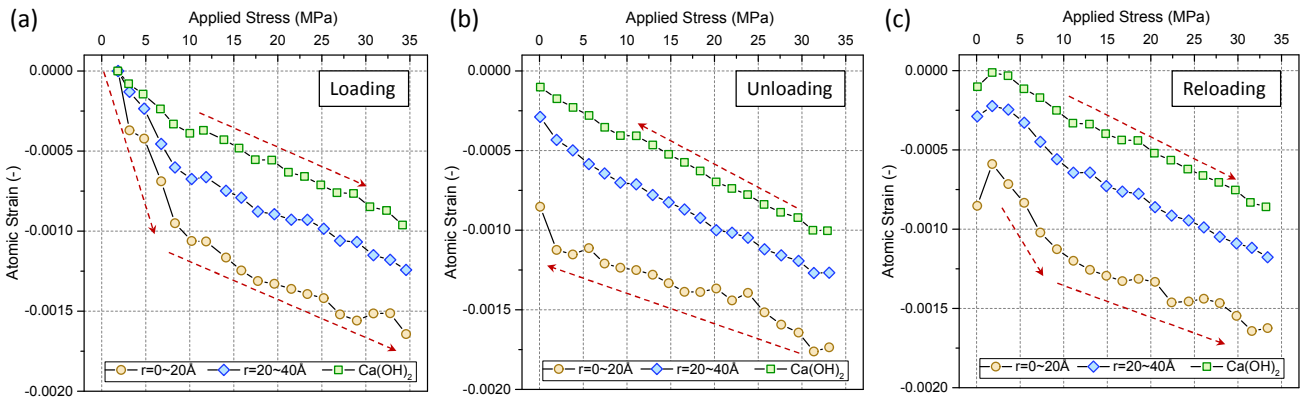 (a)
Applied Stress (MPa)
0 5 10 15 20 25 30 35
0.0000
-0.0005
-0.0010
-0.0015
-0.0020
Atomic Strain (-)
Loading
r=0~20Å r=20~40Å Ca(OH)₂
(b)
Applied Stress (MPa)
0 5 10 15 20 25 30 35
0.0000
-0.0005
-0.0010
-0.0015
-0.0020
Atomic Strain (-)
Unloading
r=0~20Å r=20~40Å Ca(OH)₂
(c)
Applied Stress (MPa)
0 5 10 15 20 25 30 35
0.0000
-0.0005
-0.0010
-0.0015
-0.0020
Atomic Strain (-)
Reloading
r=0~20Å r=20~40Å Ca(OH)₂